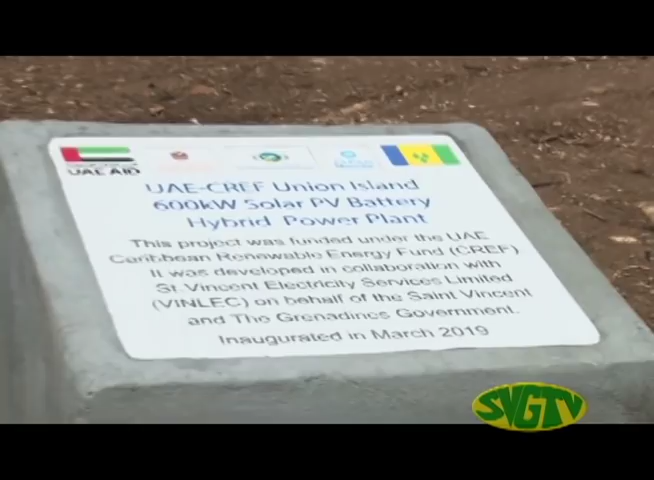 UAE AID
UAE-CREF Union Island
600kW Solar PV Battery
Hybrid Power Plant
This project was funded under the UAE
Caribbean Renewable Energy Fund (CREF)
It was developed in collaboration with
St.Vincent Electricity Services Limited
(VINLEC) on behalf of the Saint Vincent
and The Grenadines Government.
Inaugurated in March 2019
SVGTV